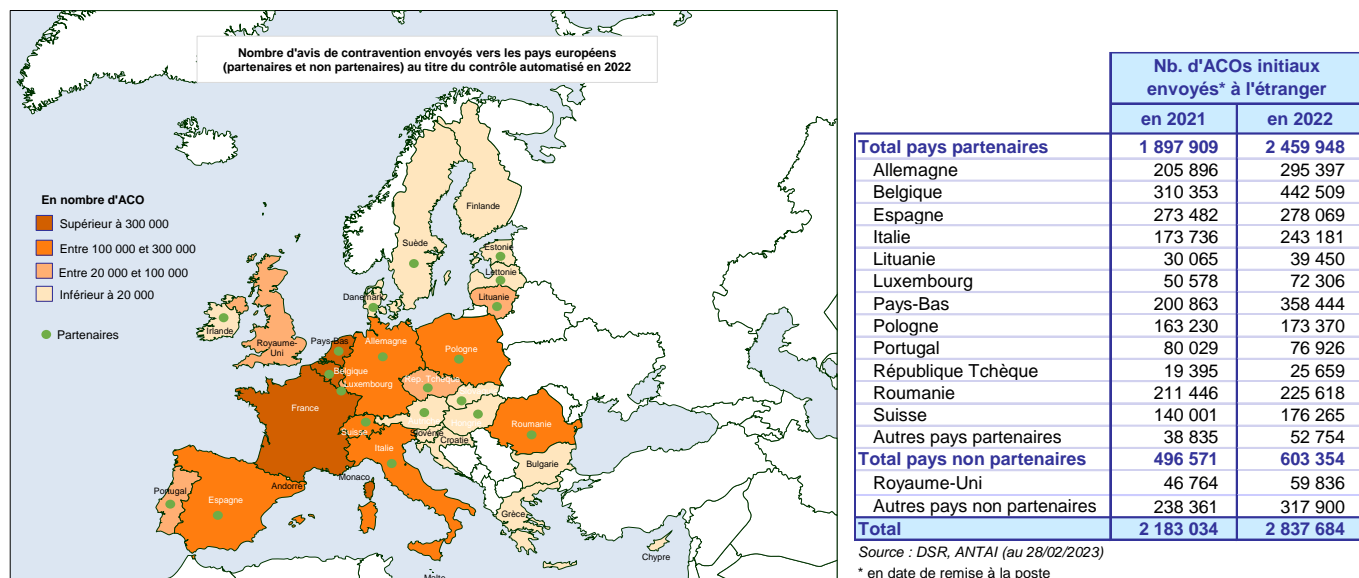 Nombre d'avis de contravention envoyés vers les pays européens
(partenaires et non partenaires) au titre du contrôle automatisé en 2022
En nombre d'ACO
Supérieur à 300 000
Entre 100 000 et 300 000
Entre 20 000 et 100 000
Inférieur à 20 000
Partenaires
Finlande
Suède
Estonie
Lettonie
Danemark
Lituanie
Irlande
Royaume-
Uni
Pays-Bas
Allemagne
Pologne
Belgique
Luxembourg
Rép. Tchèque
France
Suisse
Slovénie
Croatie
Roumanie
Italie
Bulgarie
Monaco
Andorre
Portugal
Espagne
Grèce
Chypre
Malte
Nb. d'ACOs initiaux
envoyés* à l'étranger
en 2021 en 2022
Total pays partenaires 1 897 909 2 459 948
Allemagne 205 896 295 397
Belgique 310 353 442 509
Espagne 273 482 278 069
Italie 173 736 243 181
Lituanie 30 065 39 450
Luxembourg 50 578 72 306
Pays-Bas 200 863 358 444
Pologne 163 230 173 370
Portugal 80 029 76 926
République Tchèque 19 395 25 659
Roumanie 211 446 225 618
Suisse 140 001 176 265
Autres pays partenaires 38 835 52 754
Total pays non partenaires 496 571 603 354
Royaume-Uni 46 764 59 836
Autres pays non partenaires 238 361 317 900
Total 2 183 034 2 837 684
Source : DSR, ANTAI (au 28/02/2023)
* en date de remise à la poste